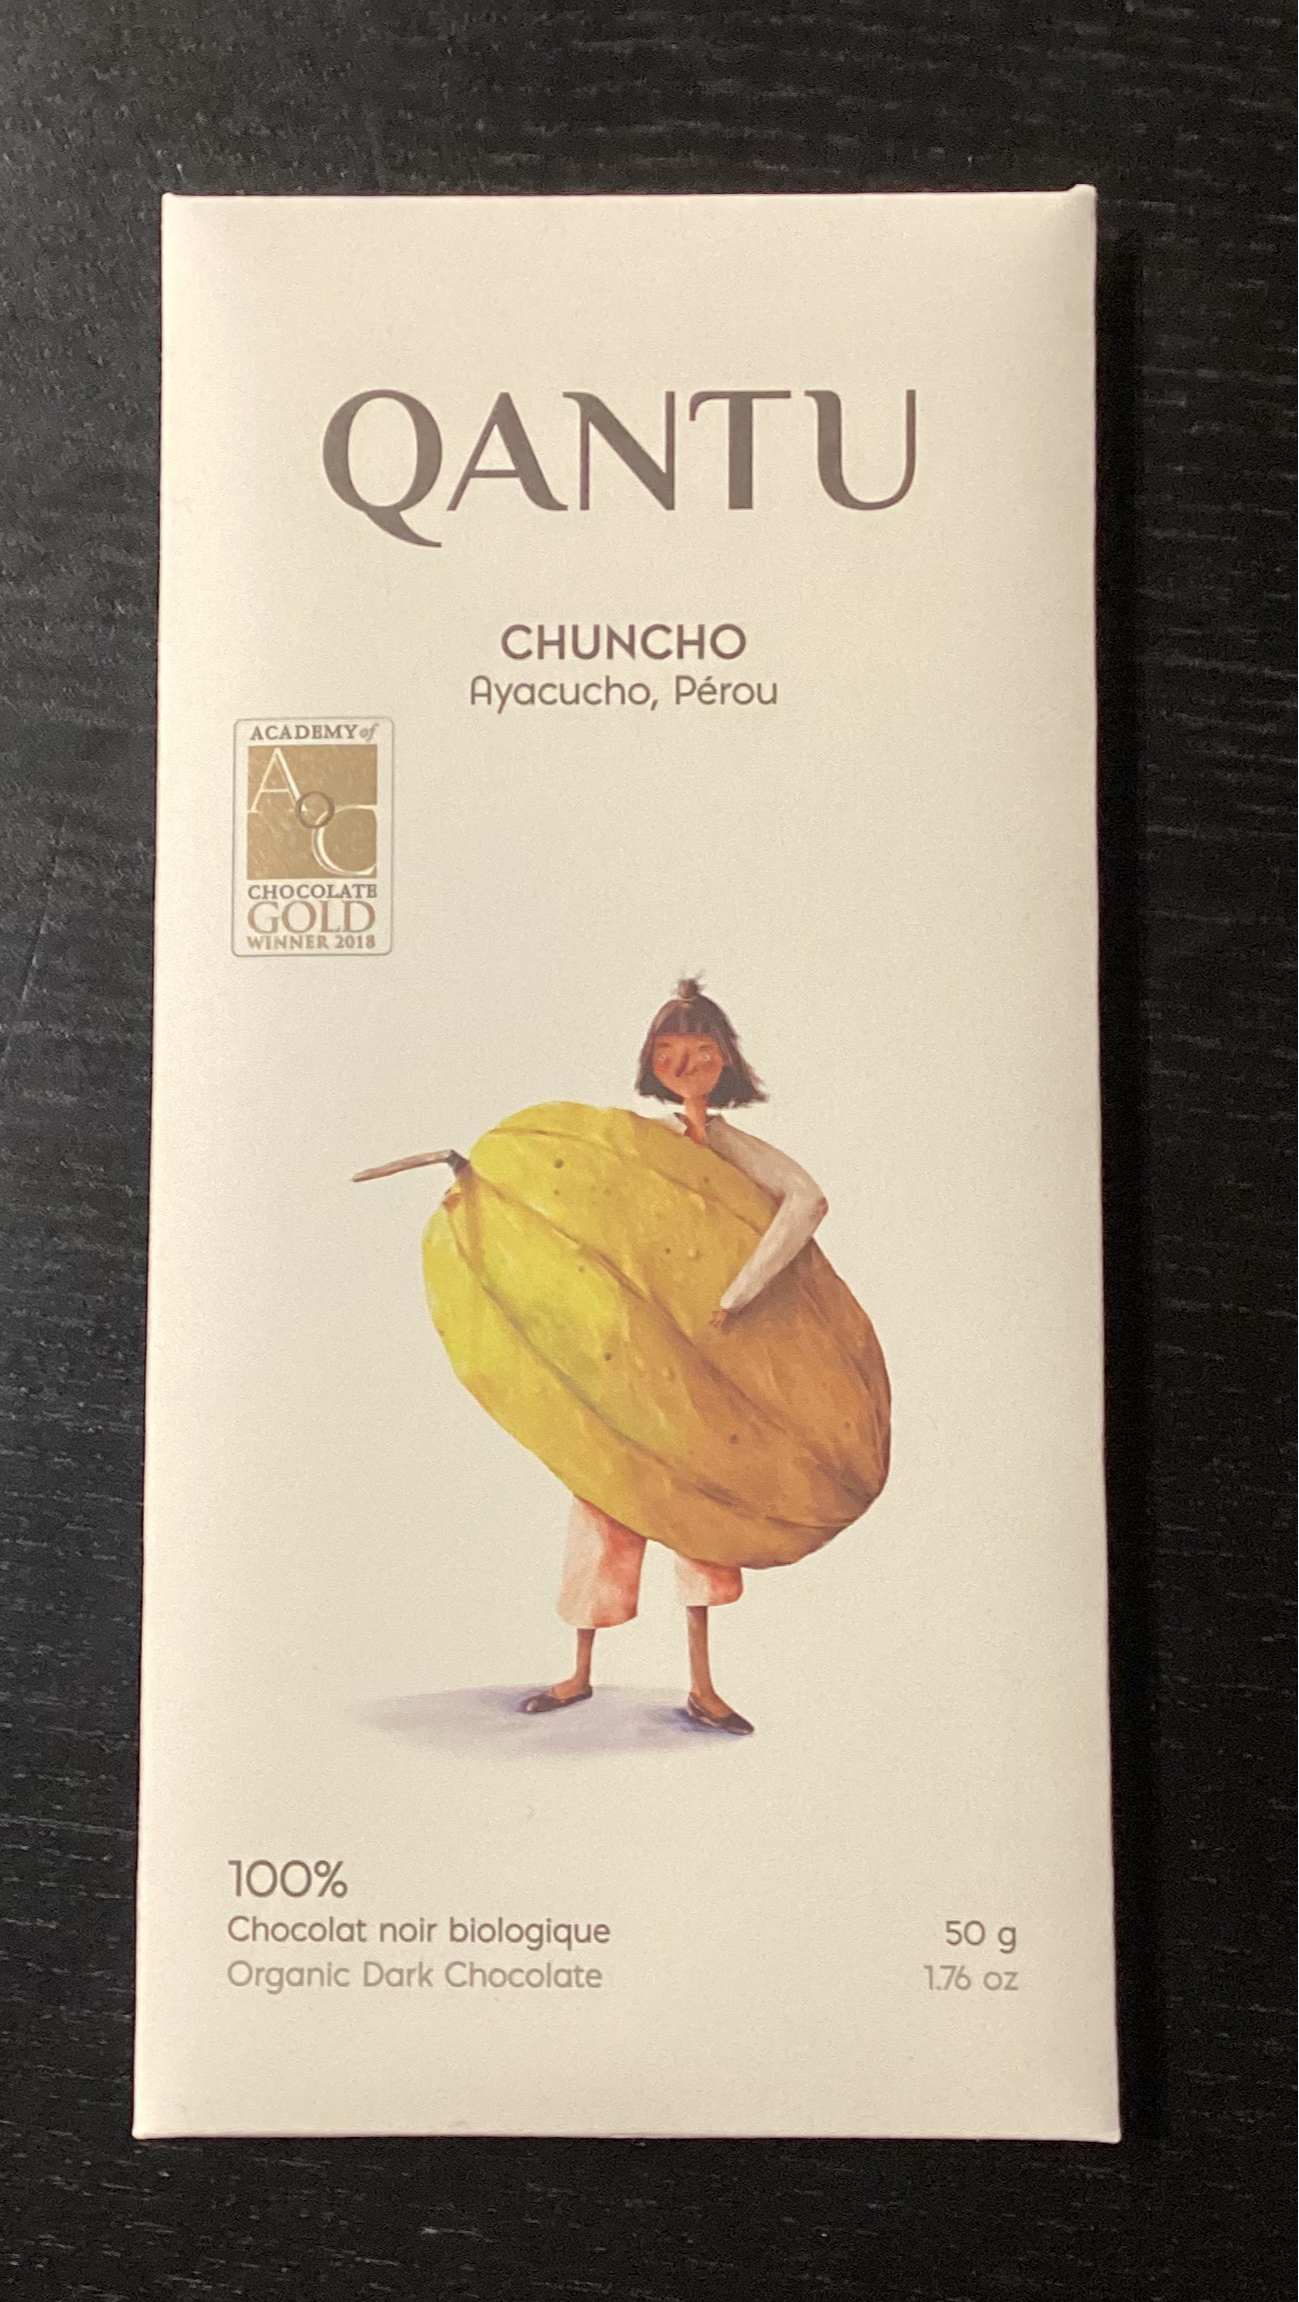 QANTU
CHUNCHO
Ayacucho, Pérou
ACADEMY of
AoC
CHOCOLATE
GOLD
WINNER 2018
100%
Chocolat noir biologique
Organic Dark Chocolate
50 g
1.76 oz